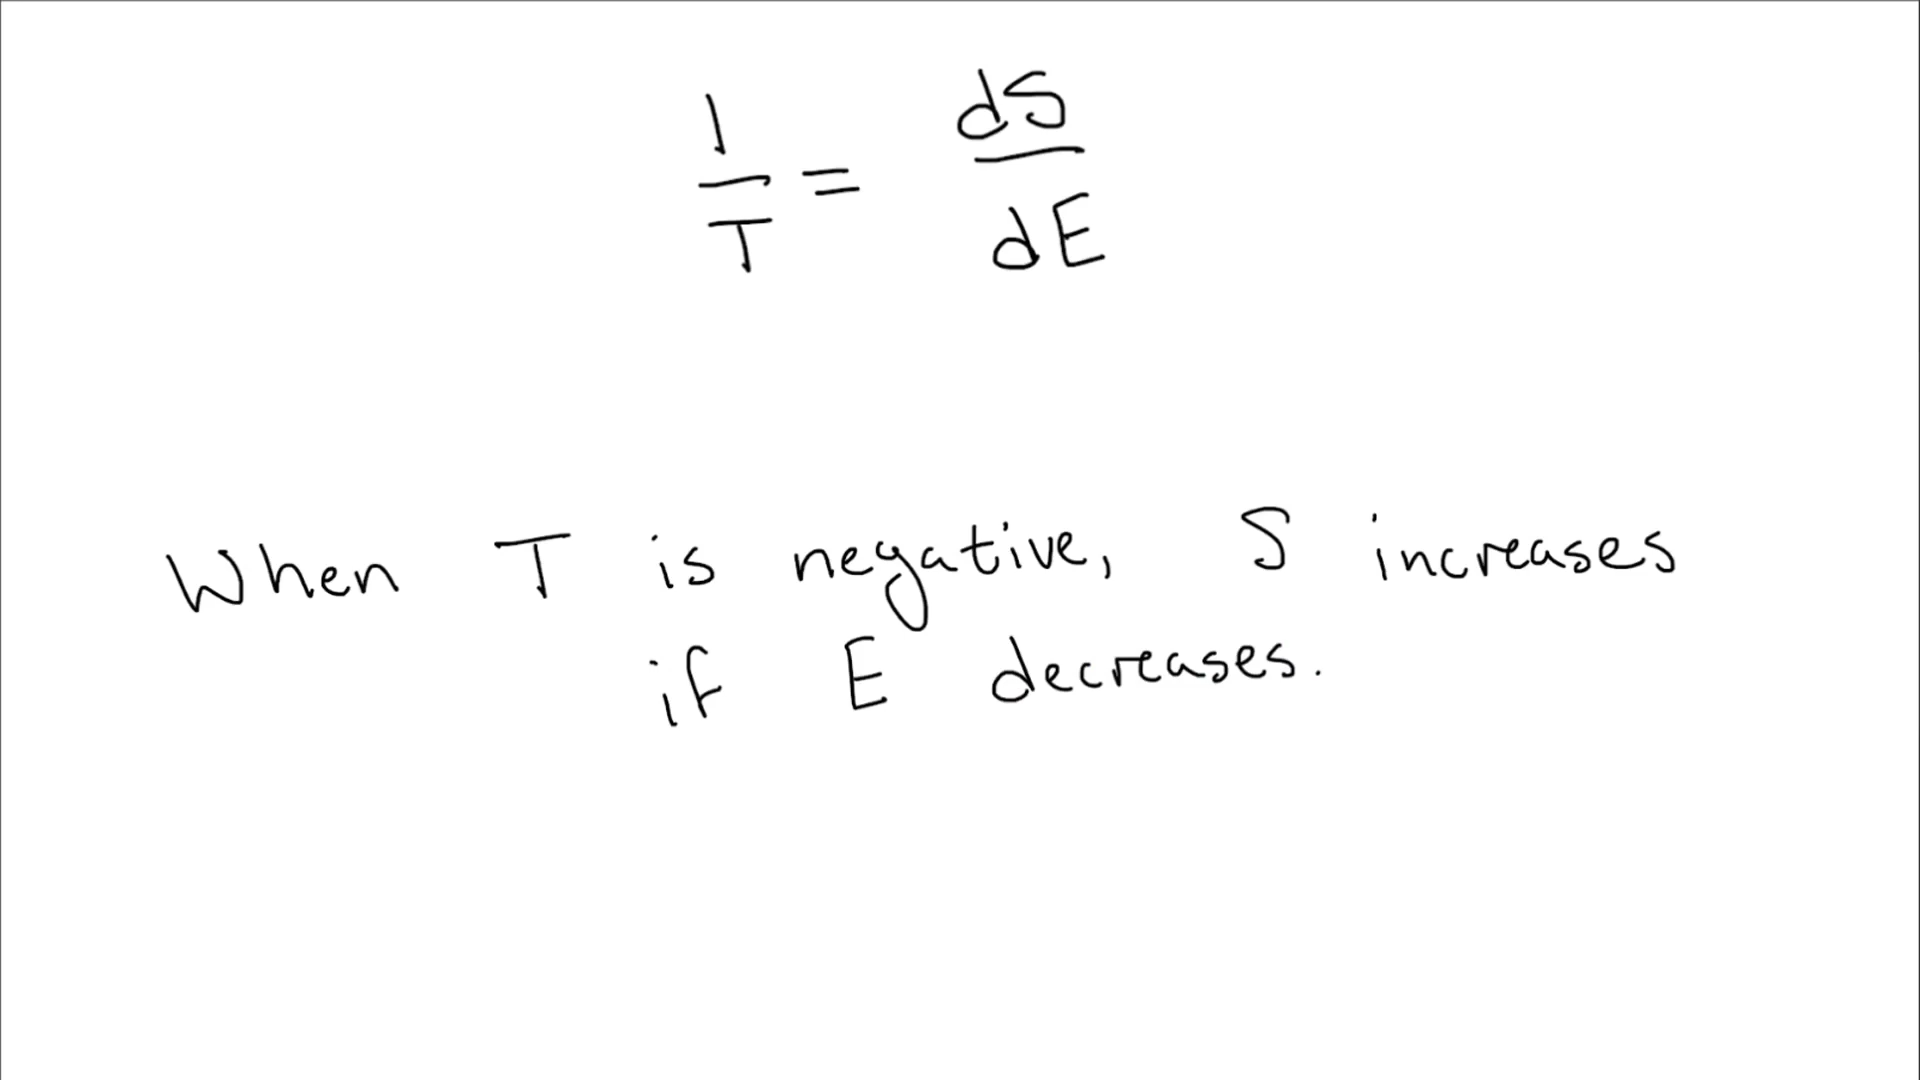 1/T = dS/dE
When T is negative, S increases
if E decreases.